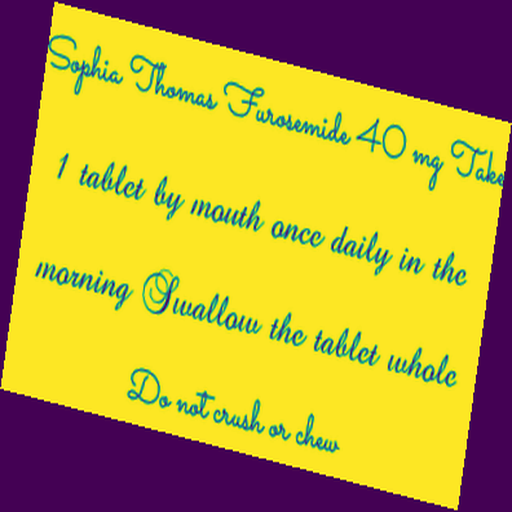 Sophia Thomas Furosemide 40 mg Take
1 tablet by mouth once daily in the
morning Swallow the tablet whole
Do not crush or chew